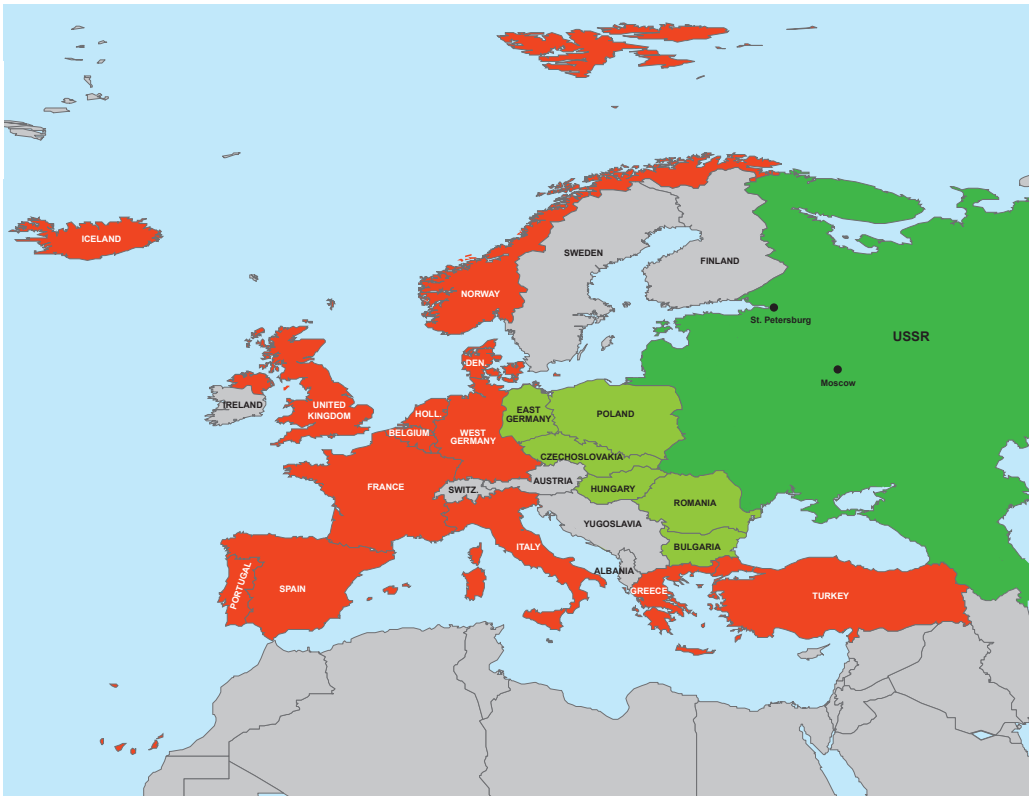 ICELAND
SWEDEN
FINLAND
NORWAY
St. Petersburg
USSR
Moscow
DEN.
IRELAND
UNITED
KINGDOM
HOLL.
BELGIUM
WEST
GERMANY
EAST
GERMANY
POLAND
CZECHOSLOVAKIA
FRANCE
SWITZ.
AUSTRIA
HUNGARY
ROMANIA
YUGOSLAVIA
ITALY
BULGARIA
ALBANIA
PORTUGAL
SPAIN
GREECE
TURKEY